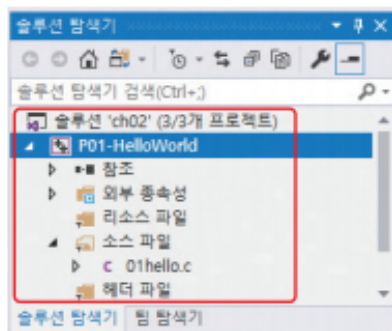 솔루션 탐색기
솔루션 탐색기 검색(Ctrl+;)
솔루션 'ch02' (3/3개 프로젝트)
P01-HelloWorld
참조
외부 종속성
리소스 파일
소스 파일
01hello.c
헤더 파일
솔루션 탐색기 팀 탐색기